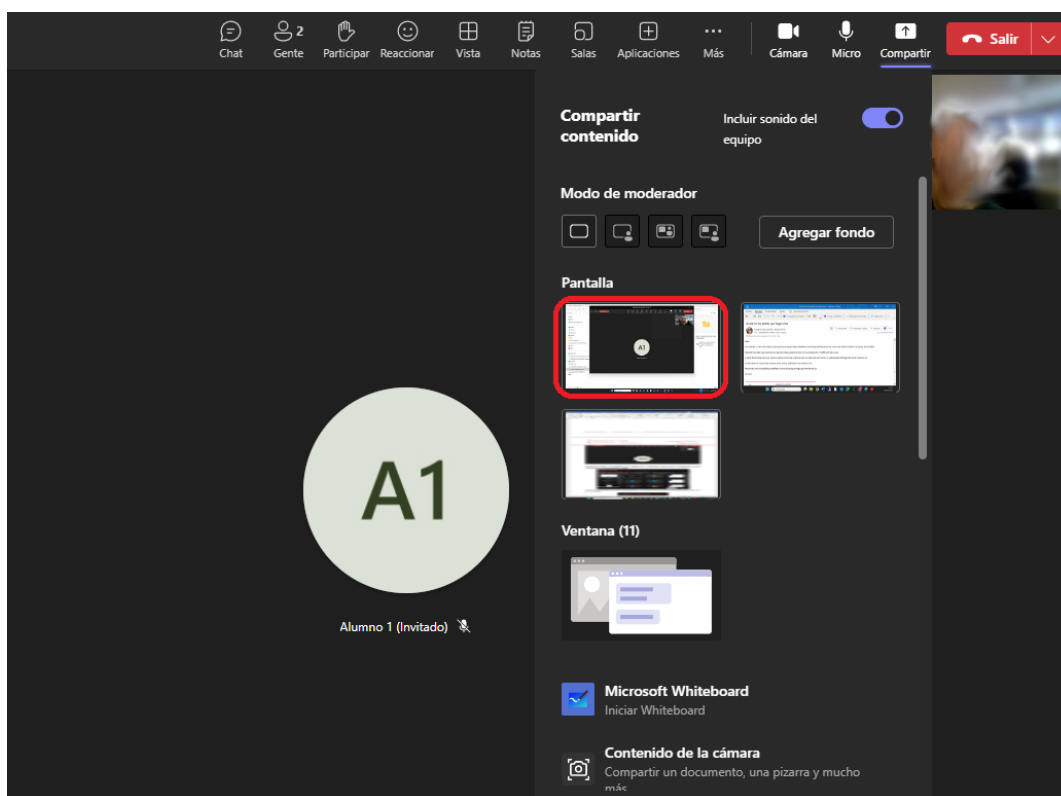 2
Chat
Gente
Participar
Reaccionar
Vista
Notas
Salas
Aplicaciones
Más
Cámara
Micro
Compartir
Salir
Compartir
contenido
Incluir sonido del
equipo
Modo de moderador
Agregar fondo
Pantalla
A1
Ventana (11)
A1
Alumno 1 (Invitado)
Microsoft Whiteboard
Iniciar Whiteboard
Contenido de la cámara
Compartir un documento, una pizarra y mucho
más